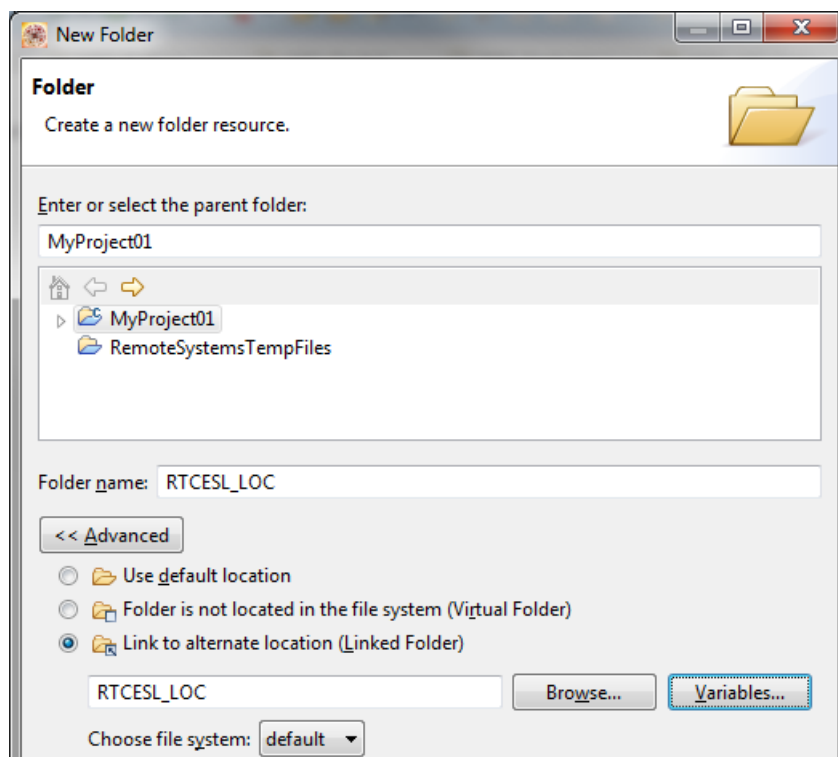 New Folder
Folder
Create a new folder resource.
Enter or select the parent folder:
MyProject01
MyProject01
RemoteSystemsTempFiles
Folder name: RTCESL_LOC
<< Advanced
Use default location
Folder is not located in the file system (Virtual Folder)
Link to alternate location (Linked Folder)
RTCESL_LOC Browse... Variables...
Choose file system: default